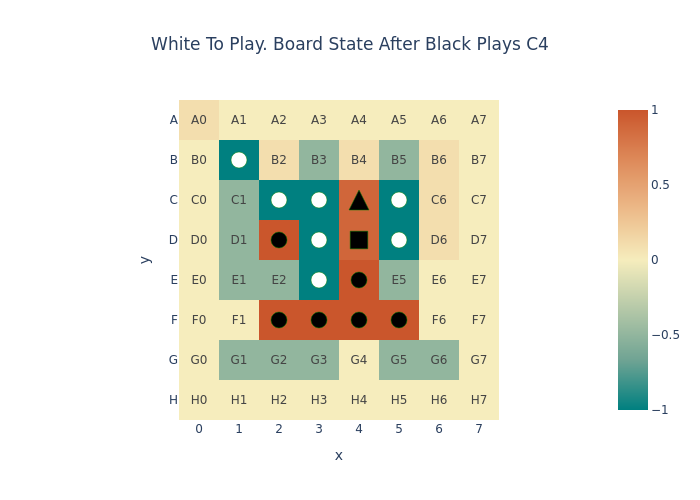 White To Play. Board State After Black Plays C4
A A0 A1 A2 A3 A4 A5 A6 A7
B B0 B2 B3 B4 B5 B6 B7
C C0 C1 C6 C7
D D0 D1 D6 D7
E E0 E1 E2 E5 E6 E7
F F0 F1 F6 F7
G G0 G1 G2 G3 G4 G5 G6 G7
H H0 H1 H2 H3 H4 H5 H6 H7
0 1 2 3 4 5 6 7
x
y
1
0.5
0
−0.5
−1